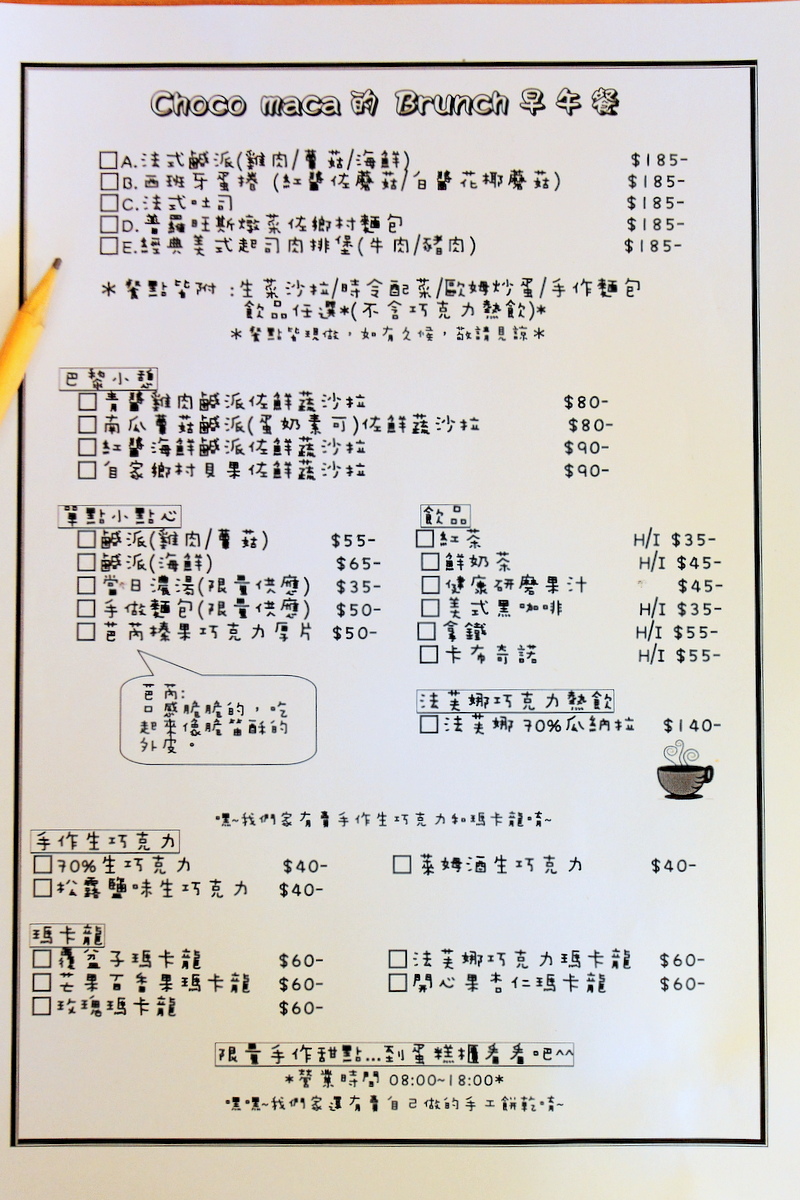 Choco maca的 Brunch早午餐
□A.法式鹹派(雞肉/蘑菇/海鮮) $185-
□B.西班牙蛋捲 (紅醬佐蘑菇/白醬花椰蘑菇) $185-
□C.法式吐司 $185-
□D.普羅旺斯燉菜佐鄉村麵包 $185-
□E.經典美式起司肉排堡(牛肉/豬肉) $185-
*餐點皆附:生菜沙拉/時令配菜/歐姆炒蛋/手作麵包
飲品任選*(不含巧克力熱飲)*
*餐點皆現做，如有久候，敬請見諒*
巴黎小憩
□青醬雞肉鹹派佐鮮蔬沙拉 $80-
□南瓜蘑菇鹹派(蛋奶素可)佐鮮蔬沙拉 $80-
□紅醬海鮮鹹派佐鮮蔬沙拉 $90-
□自家鄉村貝果佐鮮蔬沙拉 $90-
單點小點心
□鹹派(雞肉/蘑菇) $55-
□鹹派(海鮮) $65-
□當日濃湯(限量供應) $35-
□手做麵包(限量供應) $50-
□芭芮榛果巧克力厚片 $50-
芭芮:
口感脆脆的，吃
起來像脆笛酥的
外皮。
飲品
□紅茶 H/I $35-
□鮮奶茶 H/I $45-
□健康研磨果汁 $45-
□美式黑咖啡 H/I $35-
□拿鐵 H/I $55-
□卡布奇諾 H/I $55-
法芙娜巧克力熱飲
□法芙娜70%瓜納拉 $140-
嘿~我們家有賣手作生巧克力和瑪卡龍唷~
手作生巧克力
□70%生巧克力 $40- □萊姆酒生巧克力 $40-
□松露鹽味生巧克力 $40-
瑪卡龍
□覆盆子瑪卡龍 $60- □法芙娜巧克力瑪卡龍 $60-
□芒果百香果瑪卡龍 $60- □開心果杏仁瑪卡龍 $60-
□玫瑰瑪卡龍 $60-
限量手作甜點...到蛋糕櫃看看吧^^
*營業時間 08:00~18:00*
嘿嘿~我們家還有賣自己做的手工餅乾唷~